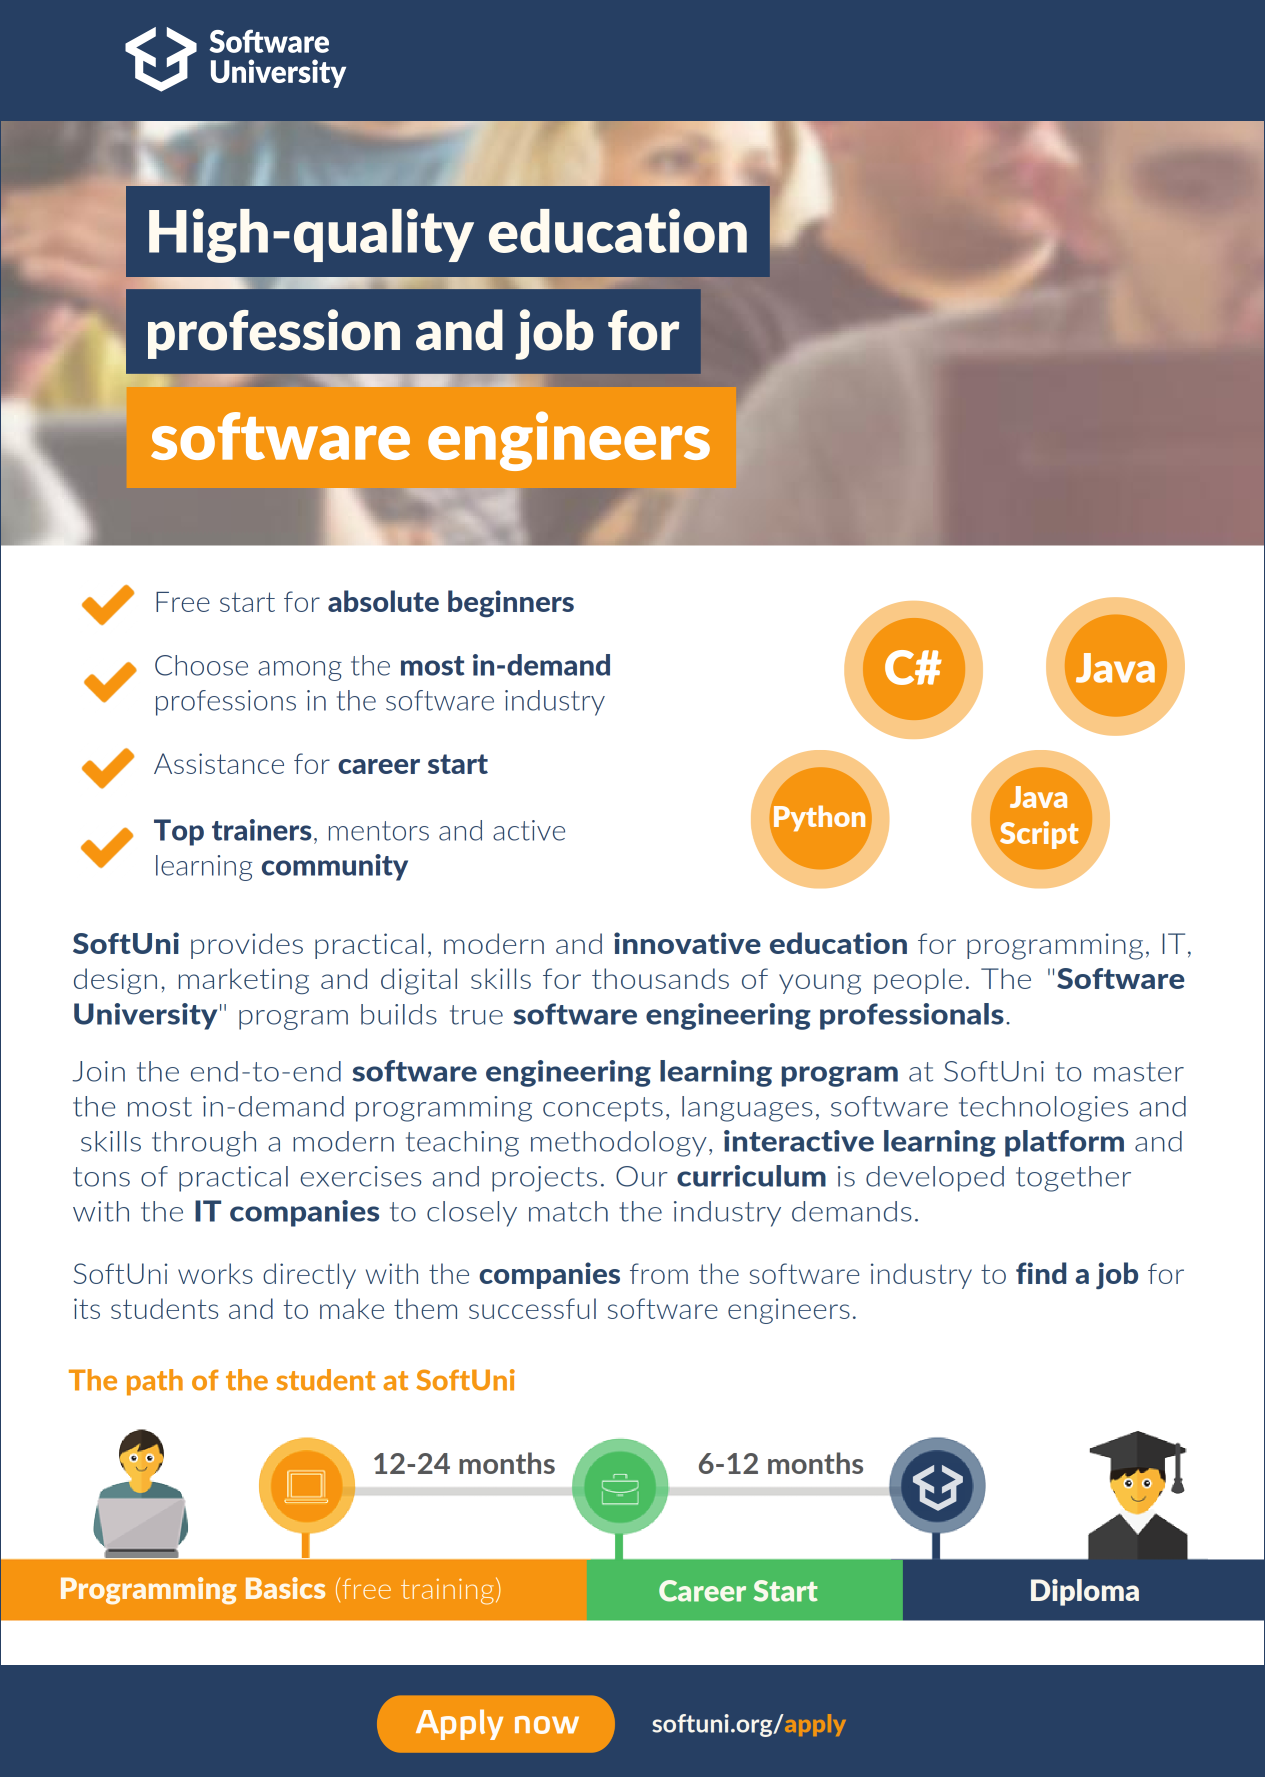 Software
University
High-quality education
profession and job for
software engineers
Free start for absolute beginners
Choose among the most in-demand
professions in the software industry
Assistance for career start
Top trainers, mentors and active
learning community
C#
Java
Python
Java
Script
SoftUni provides practical, modern and innovative education for programming, IT,
design, marketing and digital skills for thousands of young people. The "Software
University" program builds true software engineering professionals.
Join the end-to-end software engineering learning program at SoftUni to master
the most in-demand programming concepts, languages, software technologies and
skills through a modern teaching methodology, interactive learning platform and
tons of practical exercises and projects. Our curriculum is developed together
with the IT companies to closely match the industry demands.
SoftUni works directly with the companies from the software industry to find a job for
its students and to make them successful software engineers.
The path of the student at SoftUni
12-24 months
6-12 months
Programming Basics (free training)
Career Start
Diploma
Apply now
softuni.org/apply